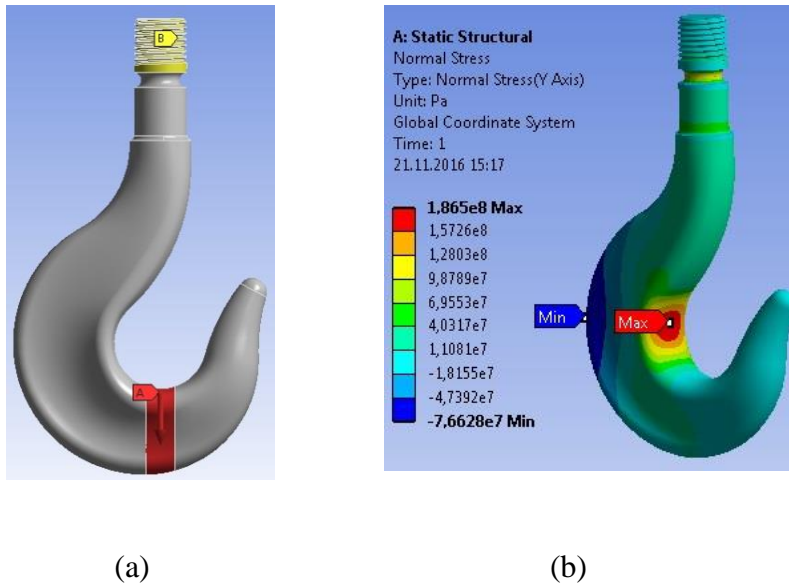 B
A
A: Static Structural
Normal Stress
Type: Normal Stress(Y Axis)
Unit: Pa
Global Coordinate System
Time: 1
21.11.2016 15:17
1,865e8 Max
1,5726e8
1,2803e8
9,8789e7
6,9553e7
4,0317e7
1,1081e7
-1,8155e7
-4,7392e7
-7,6628e7 Min
Min
Max
(a)
(b)